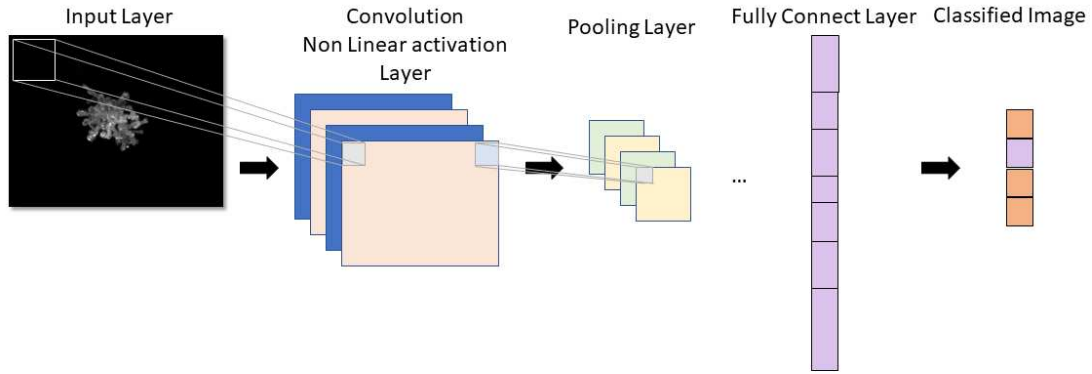 Input Layer
Convolution
Non Linear activation
Layer
Pooling Layer
...
Fully Connect Layer
Classified Image